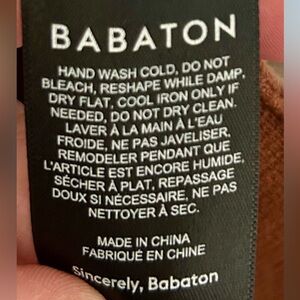 BABATON
HAND WASH COLD, DO NOT
BLEACH, RESHAPE WHILE DAMP,
DRY FLAT, COOL IRON ONLY IF
NEEDED, DO NOT DRY CLEAN.
LAVER À LA MAIN À L'EAU
FROIDE, NE PAS JAVELISER,
REMODELER PENDANT QUE
L'ARTICLE EST ENCORE HUMIDE,
SÉCHER À PLAT, REPASSAGE
DOUX SI NÉCESSAIRE, NE PAS
NETTOYER À SEC.
MADE IN CHINA
FABRIQUÉ EN CHINE
Sincerely, Babaton